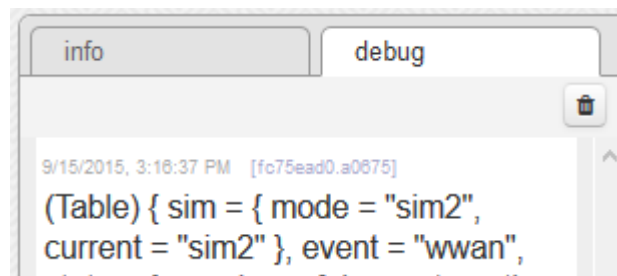 info debug
9/15/2015, 3:16:37 PM [fc75ead0.a0675]
(Table) { sim = { mode = "sim2",
current = "sim2" }, event = "wwan",